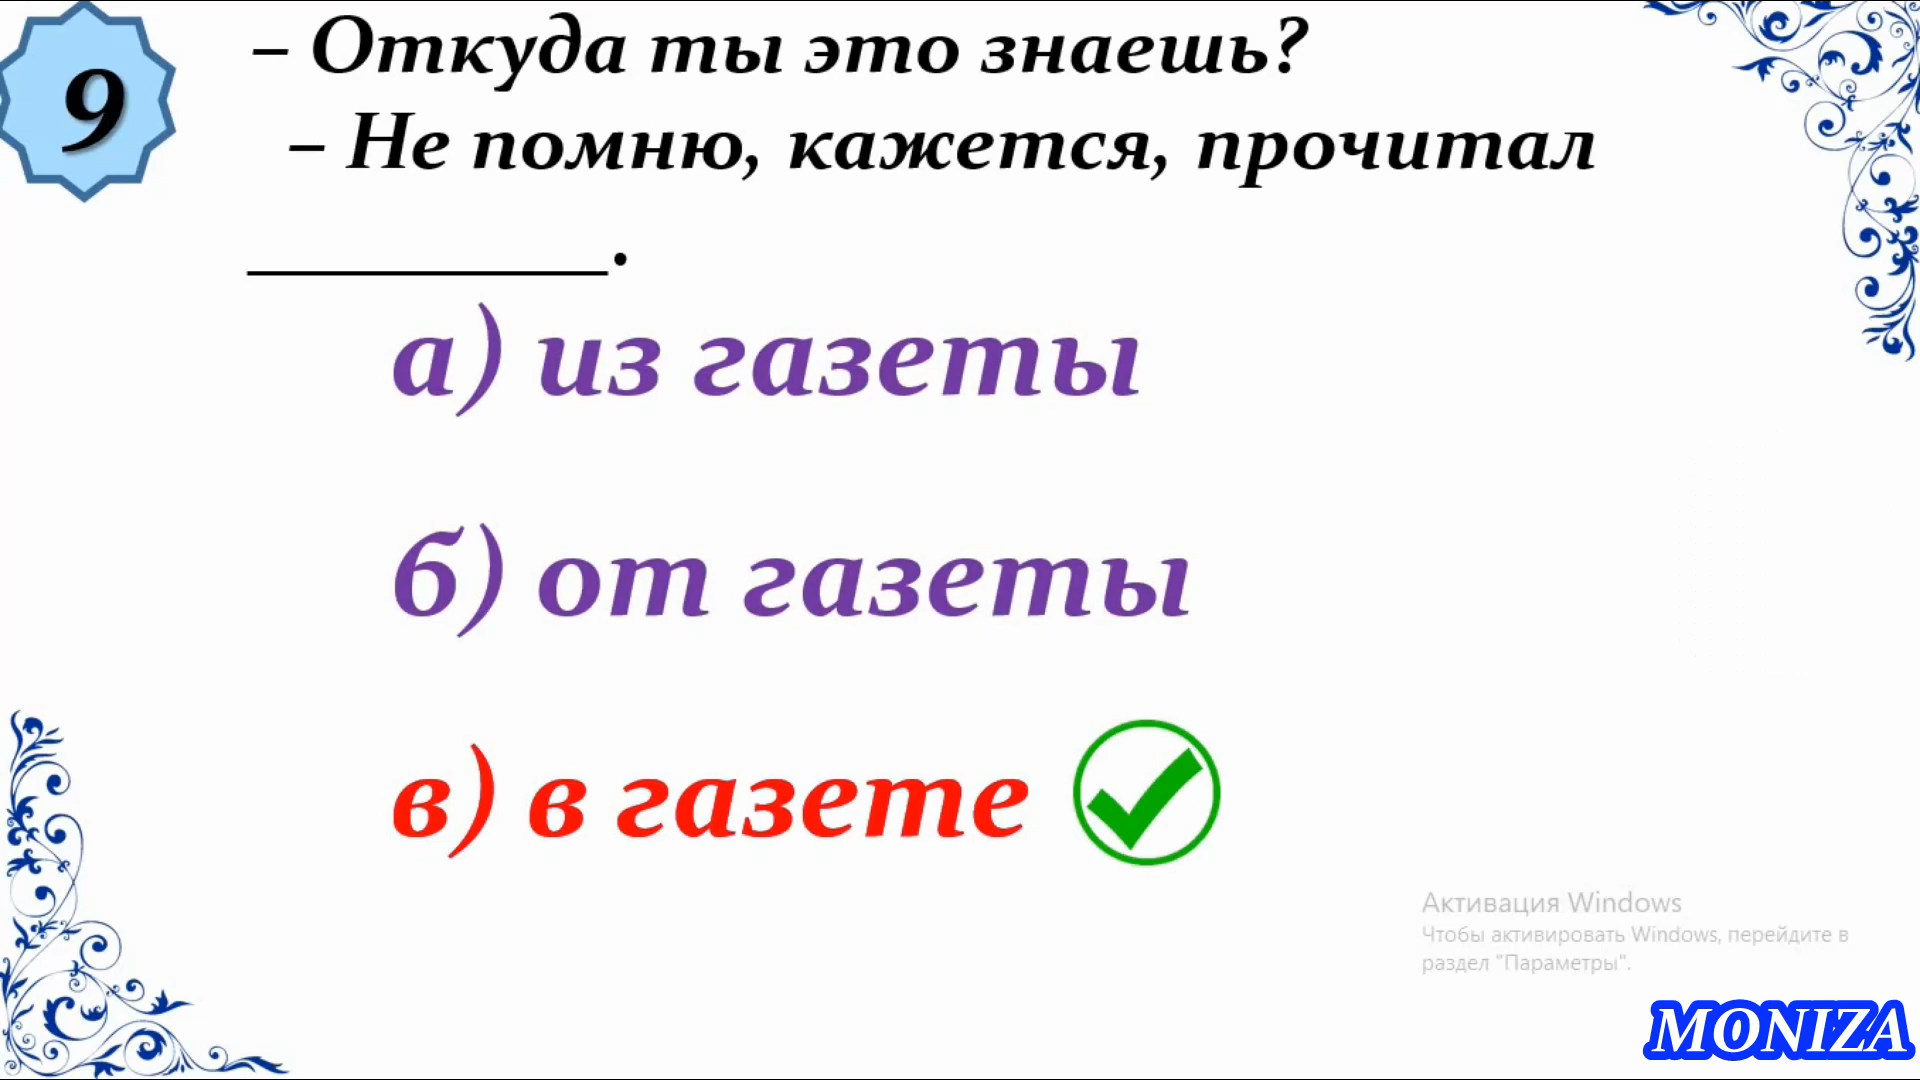 9
– Откуда ты это знаешь?
– Не помню, кажется, прочитал
_________.
а) из газеты
б) от газеты
в) в газете
Активация Windows
Чтобы активировать Windows, перейдите в
раздел "Параметры".
MONIZA